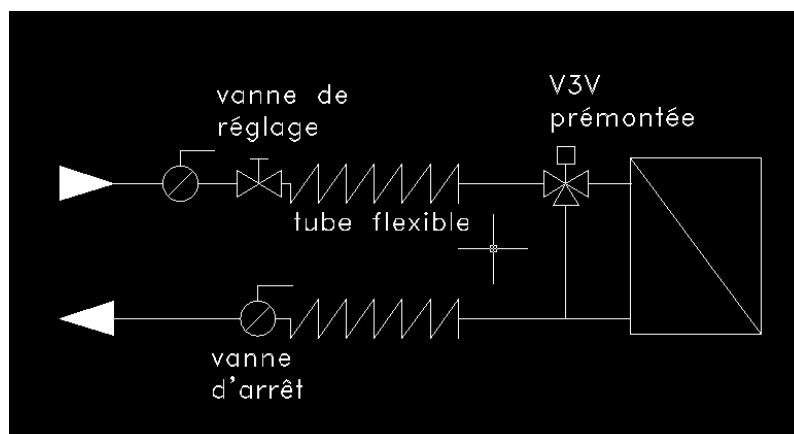 vanne de
réglage
V3V
prémontée
tube flexible
vanne
d'arrêt